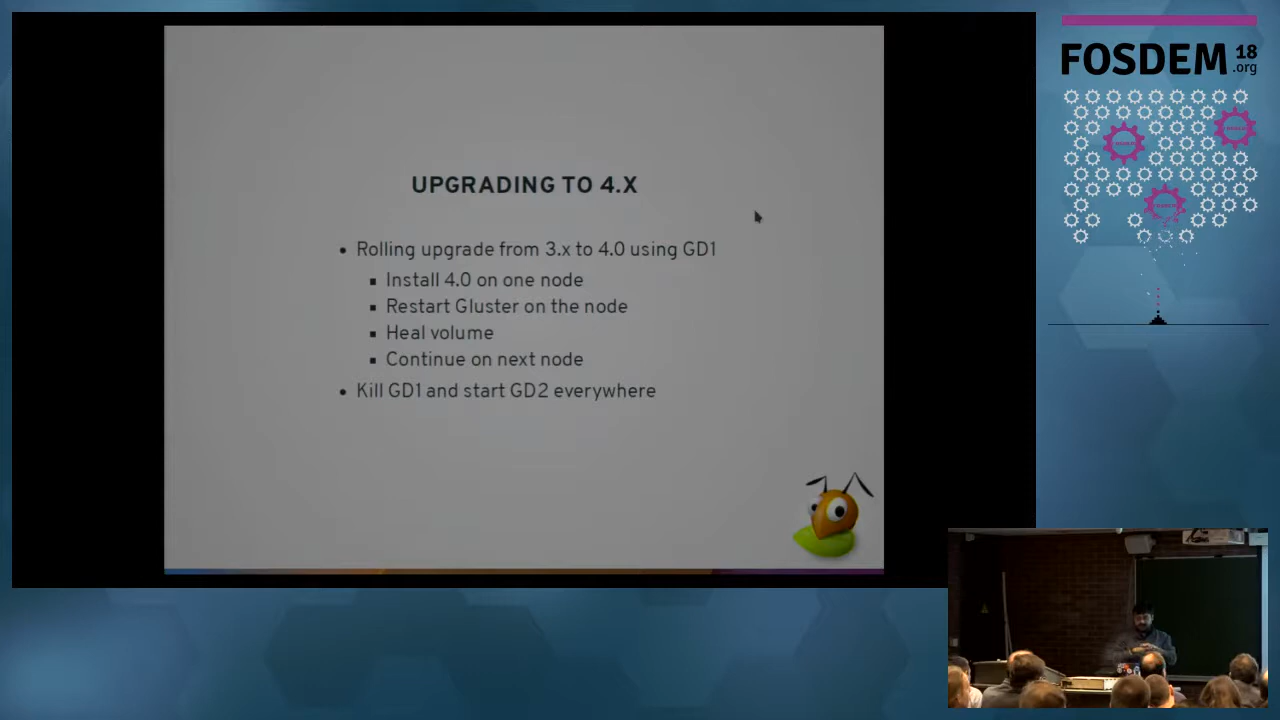 UPGRADING TO 4.X
Rolling upgrade from 3.x to 4.0 using GD1
Install 4.0 on one node
Restart Gluster on the node
Heal volume
Continue on next node
Kill GD1 and start GD2 everywhere
FOSDEM 18
.org